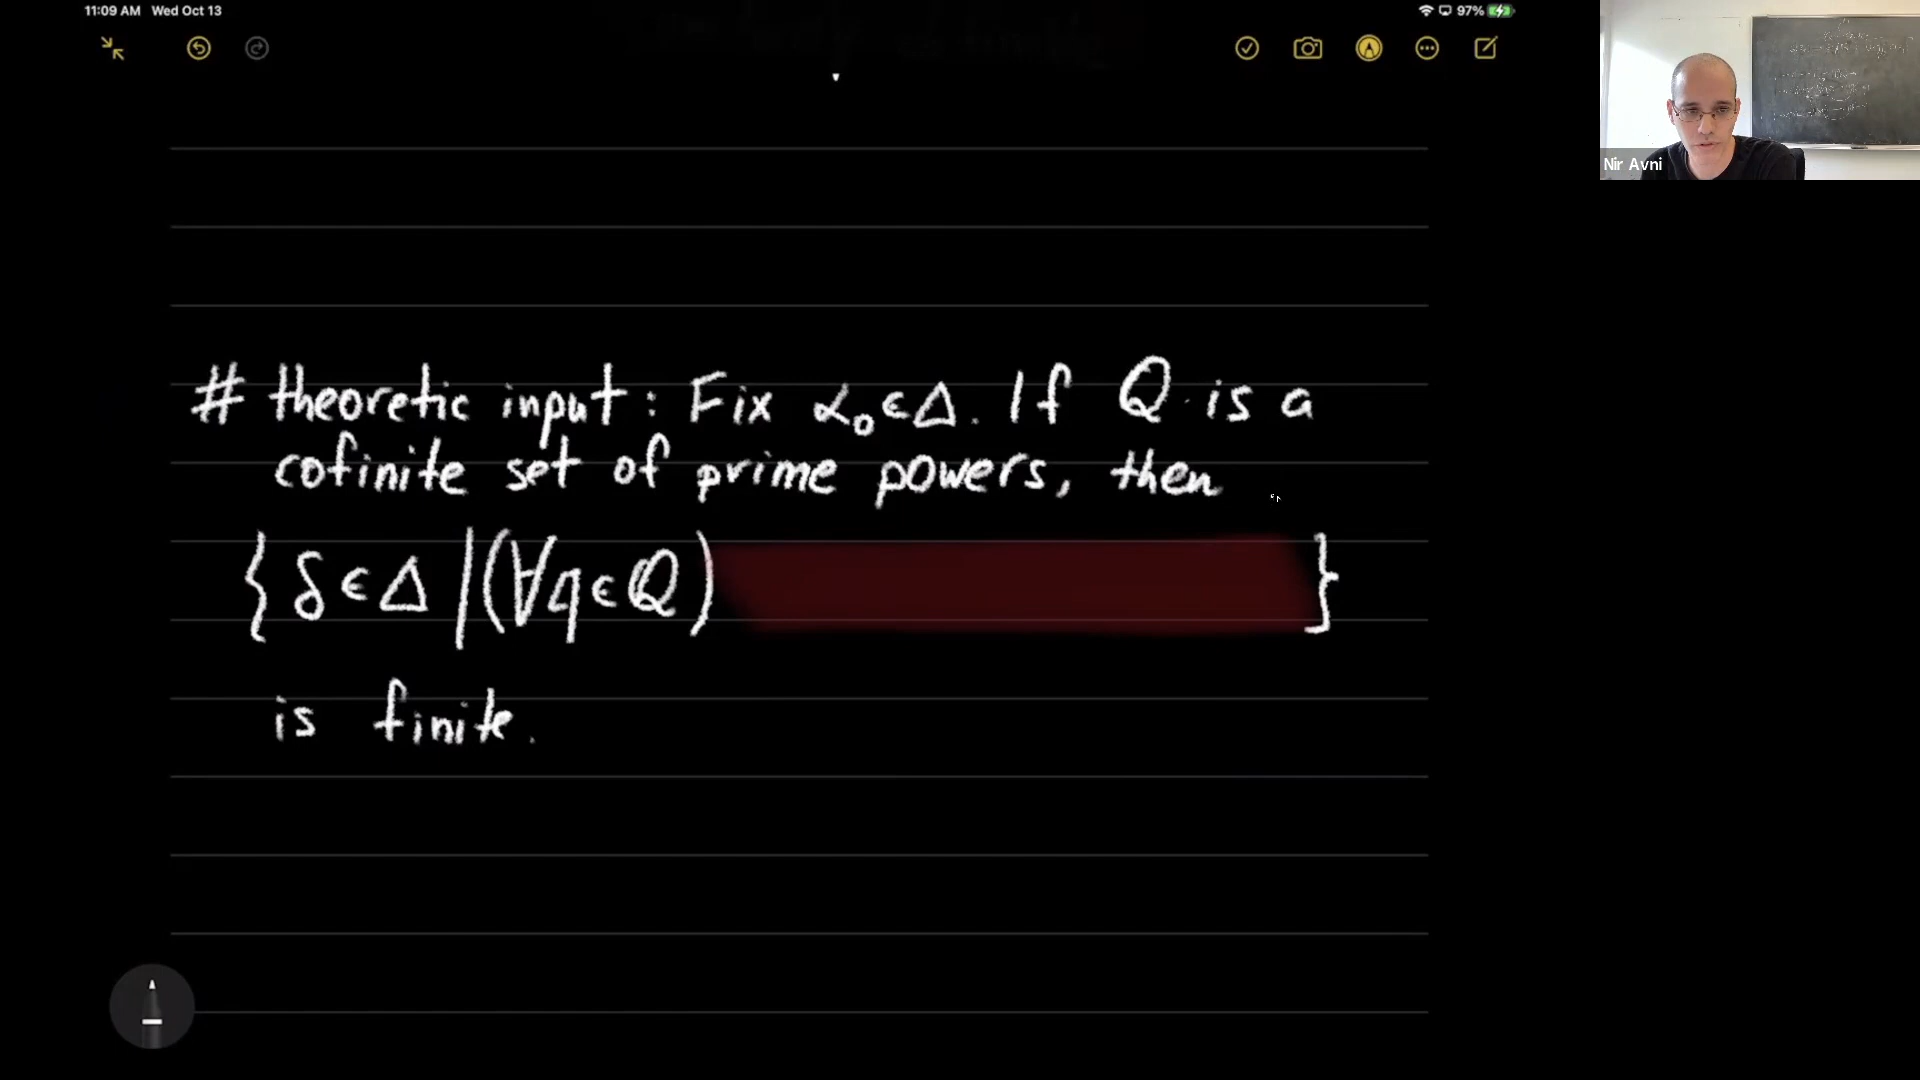 11:09 AM Wed Oct 13
97%
Nir Avni
# theoretic input: Fix α₀∈Δ. If Q is a
cofinite set of prime powers, then
{ δ∈Δ | (∀q∈Q) }
is finite.